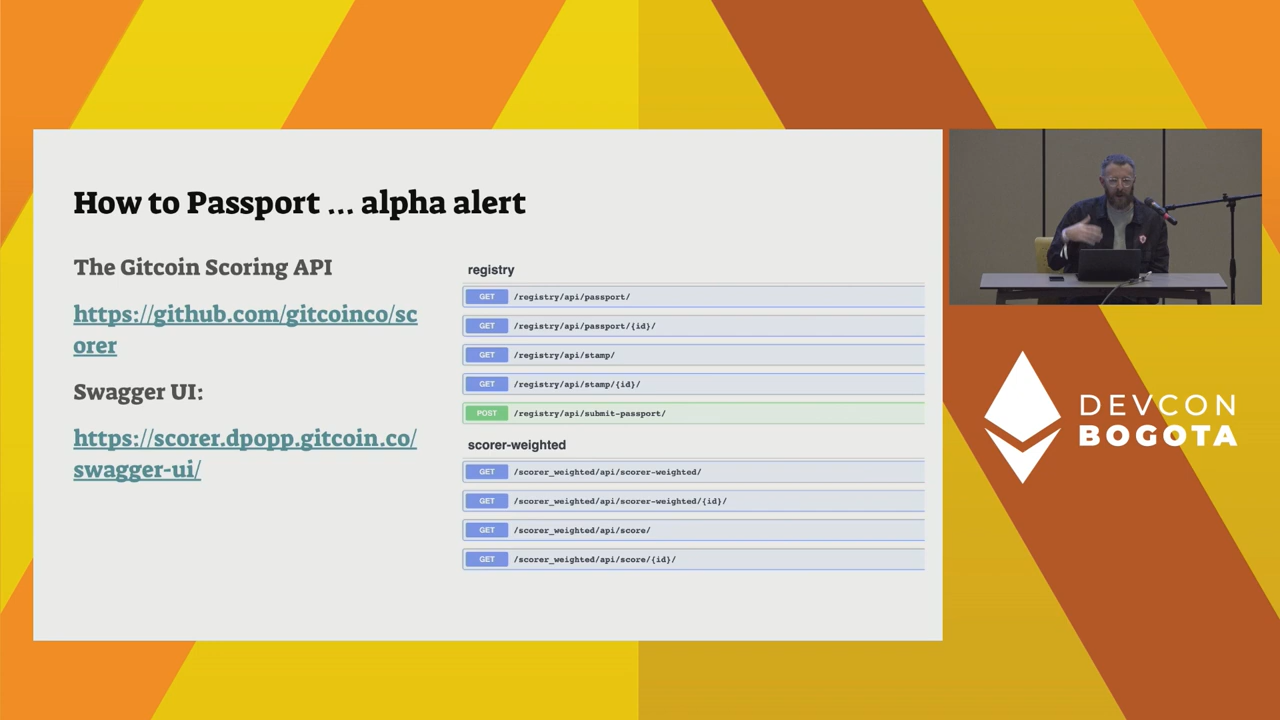 How to Passport ... alpha alert
The Gitcoin Scoring API
https://github.com/gitcoinco/sc
orer
Swagger UI:
https://scorer.dpopp.gitcoin.co/
swagger-ui/
registry
GET /registry/api/passport/
GET /registry/api/passport/{id}/
GET /registry/api/stamp/
GET /registry/api/stamp/{id}/
POST /registry/api/submit-passport/
scorer-weighted
GET /scorer_weighted/api/scorer-weighted/
GET /scorer_weighted/api/scorer-weighted/{id}/
GET /scorer_weighted/api/score/
GET /scorer_weighted/api/score/{id}/
DEVCON
BOGOTA